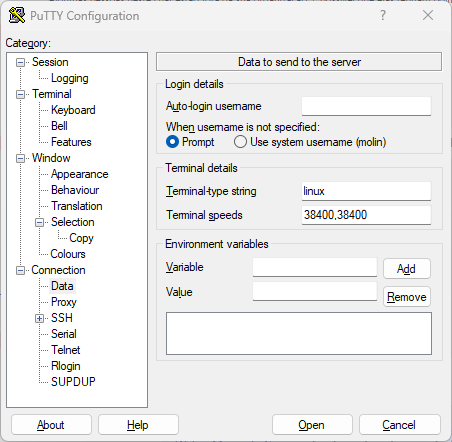 PuTTY Configuration
Category:
Session
Logging
Terminal
Keyboard
Bell
Features
Window
Appearance
Behaviour
Translation
Selection
Copy
Colours
Connection
Data
Proxy
SSH
Serial
Telnet
Rlogin
SUPDUP
Data to send to the server
Login details
Auto-login username
When username is not specified:
Prompt Use system username (molin)
Terminal details
Terminal-type string linux
Terminal speeds 38400,38400
Environment variables
Variable Add
Value Remove
About Help Open Cancel